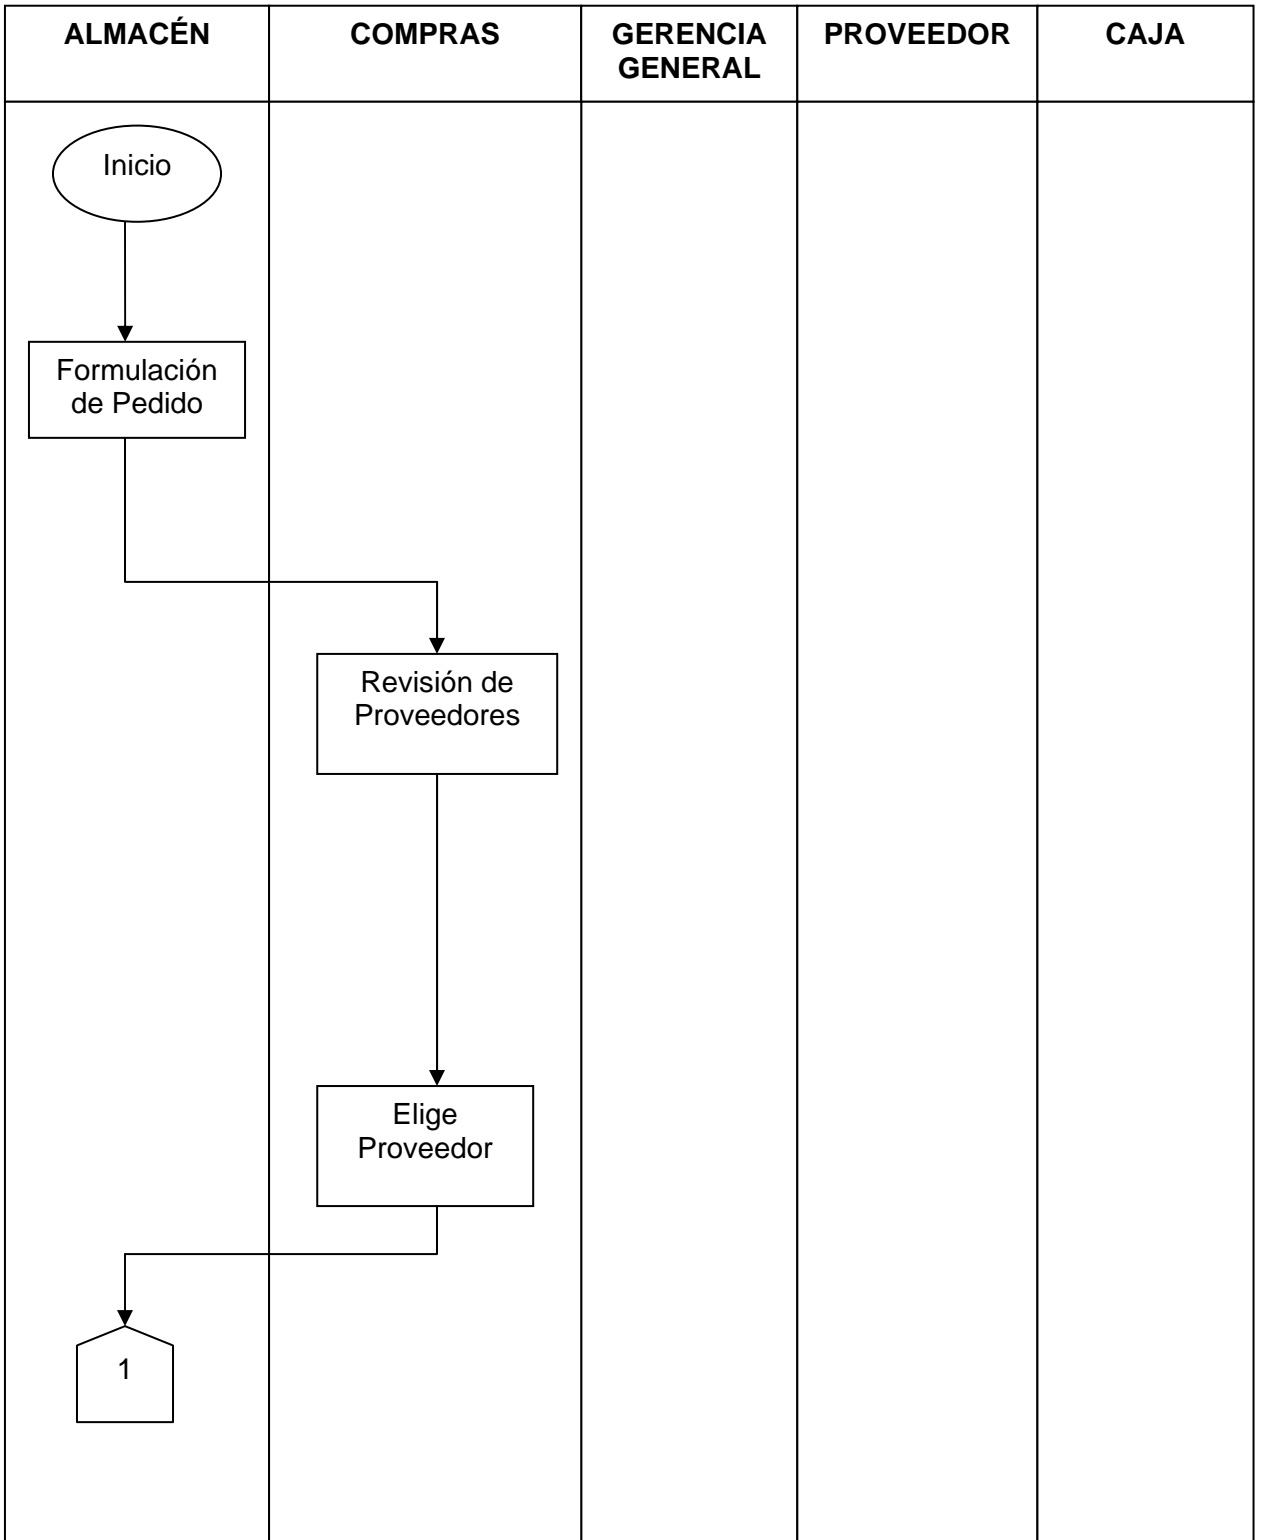 ALMACÉN
COMPRAS
GERENCIA
GENERAL
PROVEEDOR
CAJA
Inicio
Formulación
de Pedido
Revisión de
Proveedores
Elige
Proveedor
1